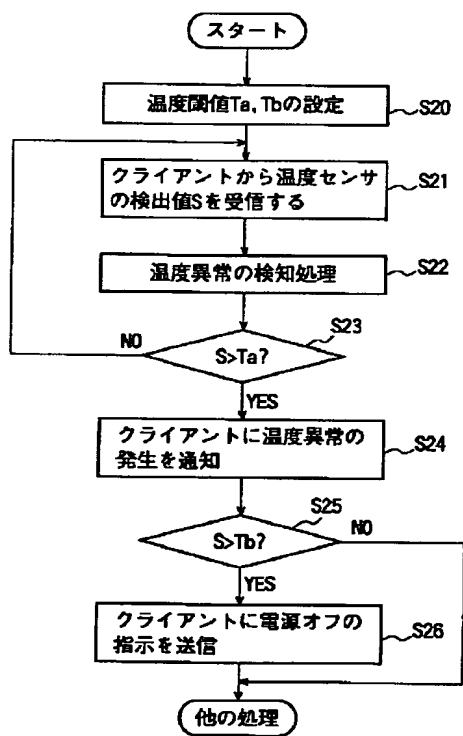 スタート
温度閾値Ta,Tbの設定
S20
クライアントから温度センサ
の検出値Sを受信する
S21
温度異常の検知処理
S22
S23
NO
S>Ta?
YES
クライアントに温度異常の
発生を通知
S24
S25
S>Tb?
NO
YES
クライアントに電源オフの
指示を送信
S26
他の処理